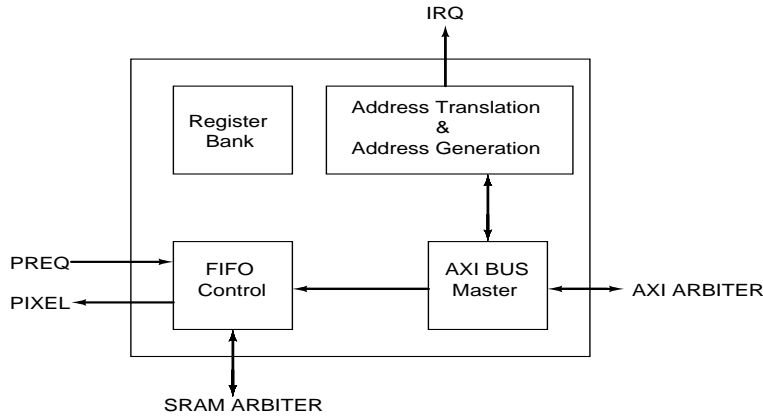 IRQ
Register
Bank
Address Translation
&
Address Generation
PREQ
PIXEL
FIFO
Control
AXI BUS
Master
AXI ARBITER
SRAM ARBITER